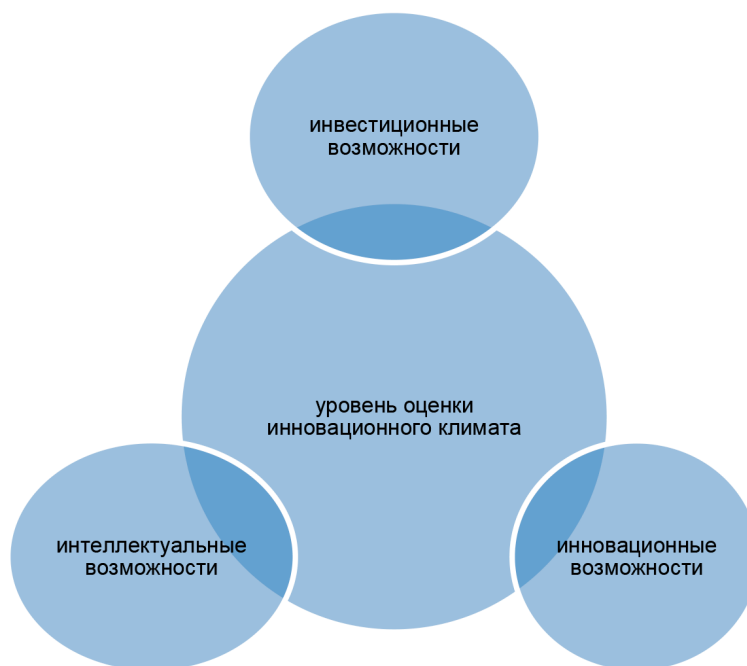 инвестиционные
возможности
уровень оценки
инновационного климата
интеллектуальные
возможности
инновационные
возможности